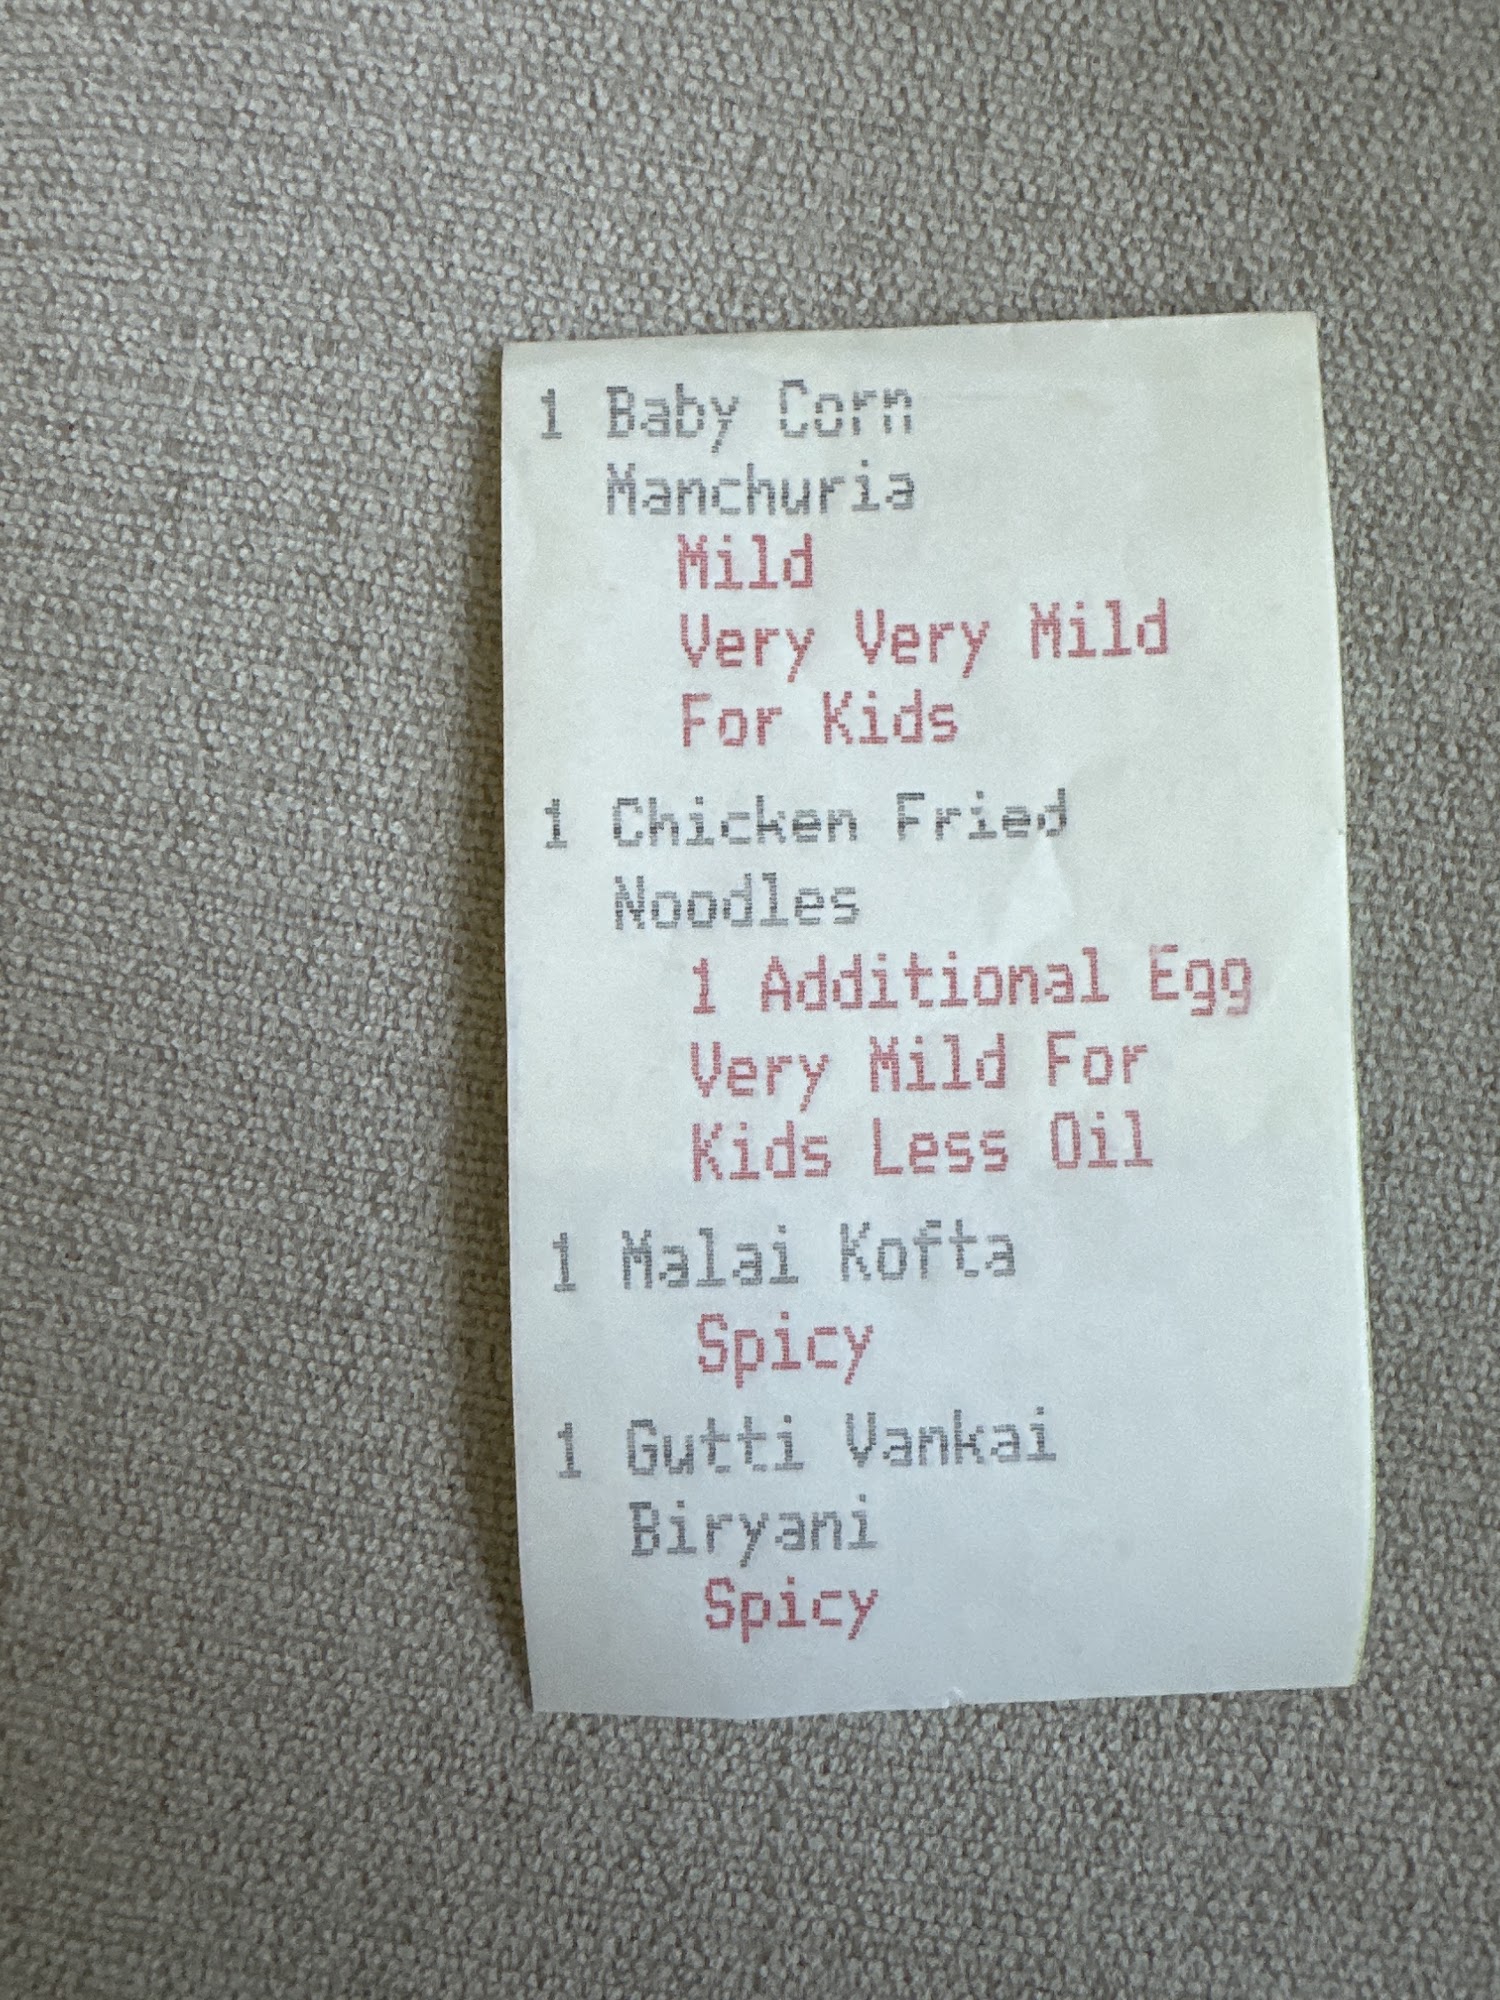 1 Baby Corn
Manchuria
Mild
Very Very Mild
For Kids
1 Chicken Fried
Noodles
1 Additional Egg
Very Mild For
Kids Less Oil
1 Malai Kofta
Spicy
1 Gutti Vankai
Biryani
Spicy